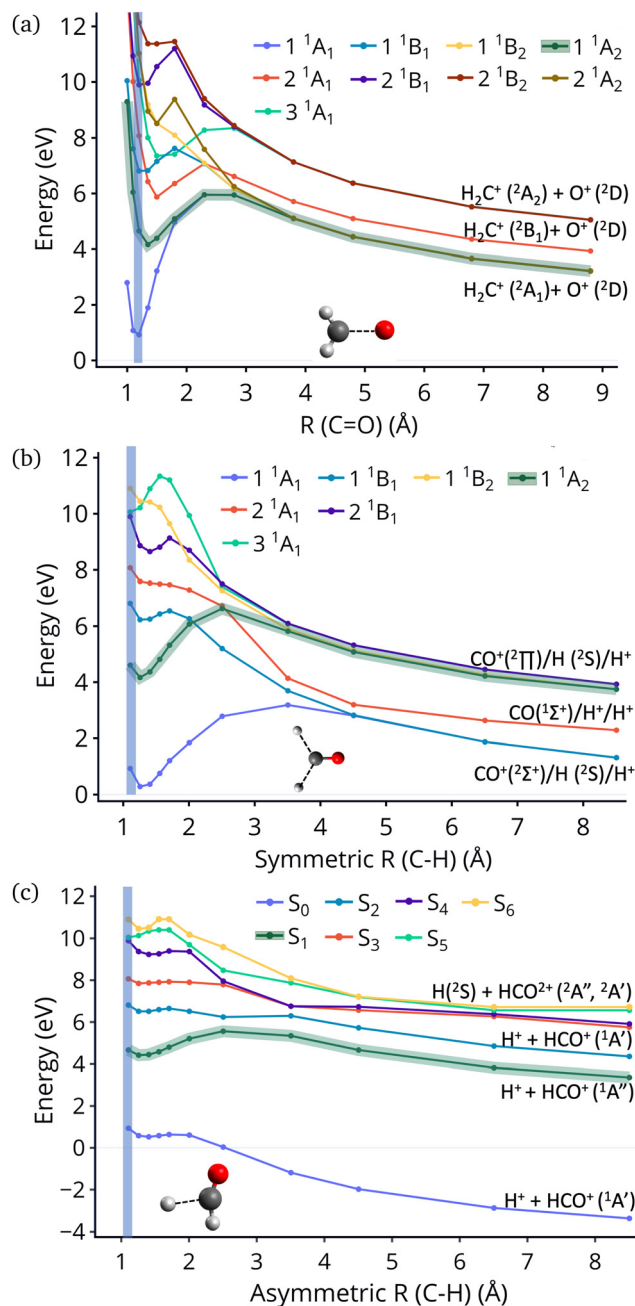 (a)
1 ¹A₁ 1 ¹B₁ 1 ¹B₂ 1 ¹A₂
2 ¹A₁ 2 ¹B₁ 2 ¹B₂ 2 ¹A₂
3 ¹A₁
12
10
8
6
4
2
0
Energy (eV)
H₂C⁺ (²A₂) + O⁺ (²D)
H₂C⁺ (²B₁)+ O⁺ (²D)
H₂C⁺ (²A₁)+ O⁺ (²D)
1 2 3 4 5 6 7 8 9
R (C=O) (Å)
(b)
1 ¹A₁ 1 ¹B₁ 1 ¹B₂ 1 ¹A₂
2 ¹A₁ 2 ¹B₁
3 ¹A₁
12
10
8
6
4
2
0
Energy (eV)
CO⁺(²∏)/H (²S)/H⁺
CO(¹Σ⁺)/H⁺/H⁺
CO⁺(²Σ⁺)/H (²S)/H⁺
1 2 3 4 5 6 7 8
Symmetric R (C-H) (Å)
(c)
S₀ S₂ S₄ S₆
S₁ S₃ S₅
12
10
8
6
4
2
0
−2
−4
Energy (eV)
H(²S) + HCO²⁺ (²A″, ²A′)
H⁺ + HCO⁺ (¹A′)
H⁺ + HCO⁺ (¹A″)
H⁺ + HCO⁺ (¹A′)
1 2 3 4 5 6 7 8
Asymmetric R (C-H) (Å)